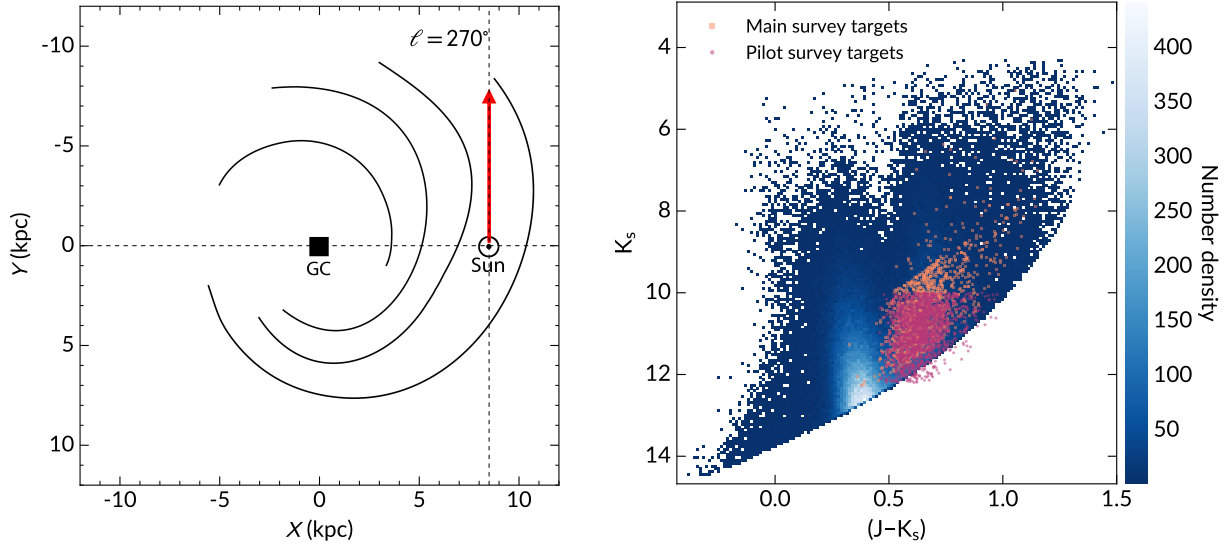 ℓ = 270°
-10
-5
0
5
10
Y (kpc)
GC
Sun
-10
-5
0
5
10
X (kpc)
Main survey targets
Pilot survey targets
4
6
8
10
12
14
Kₛ
0.0
0.5
1.0
1.5
(J−Kₛ)
400
350
300
250
200
150
100
50
Number density